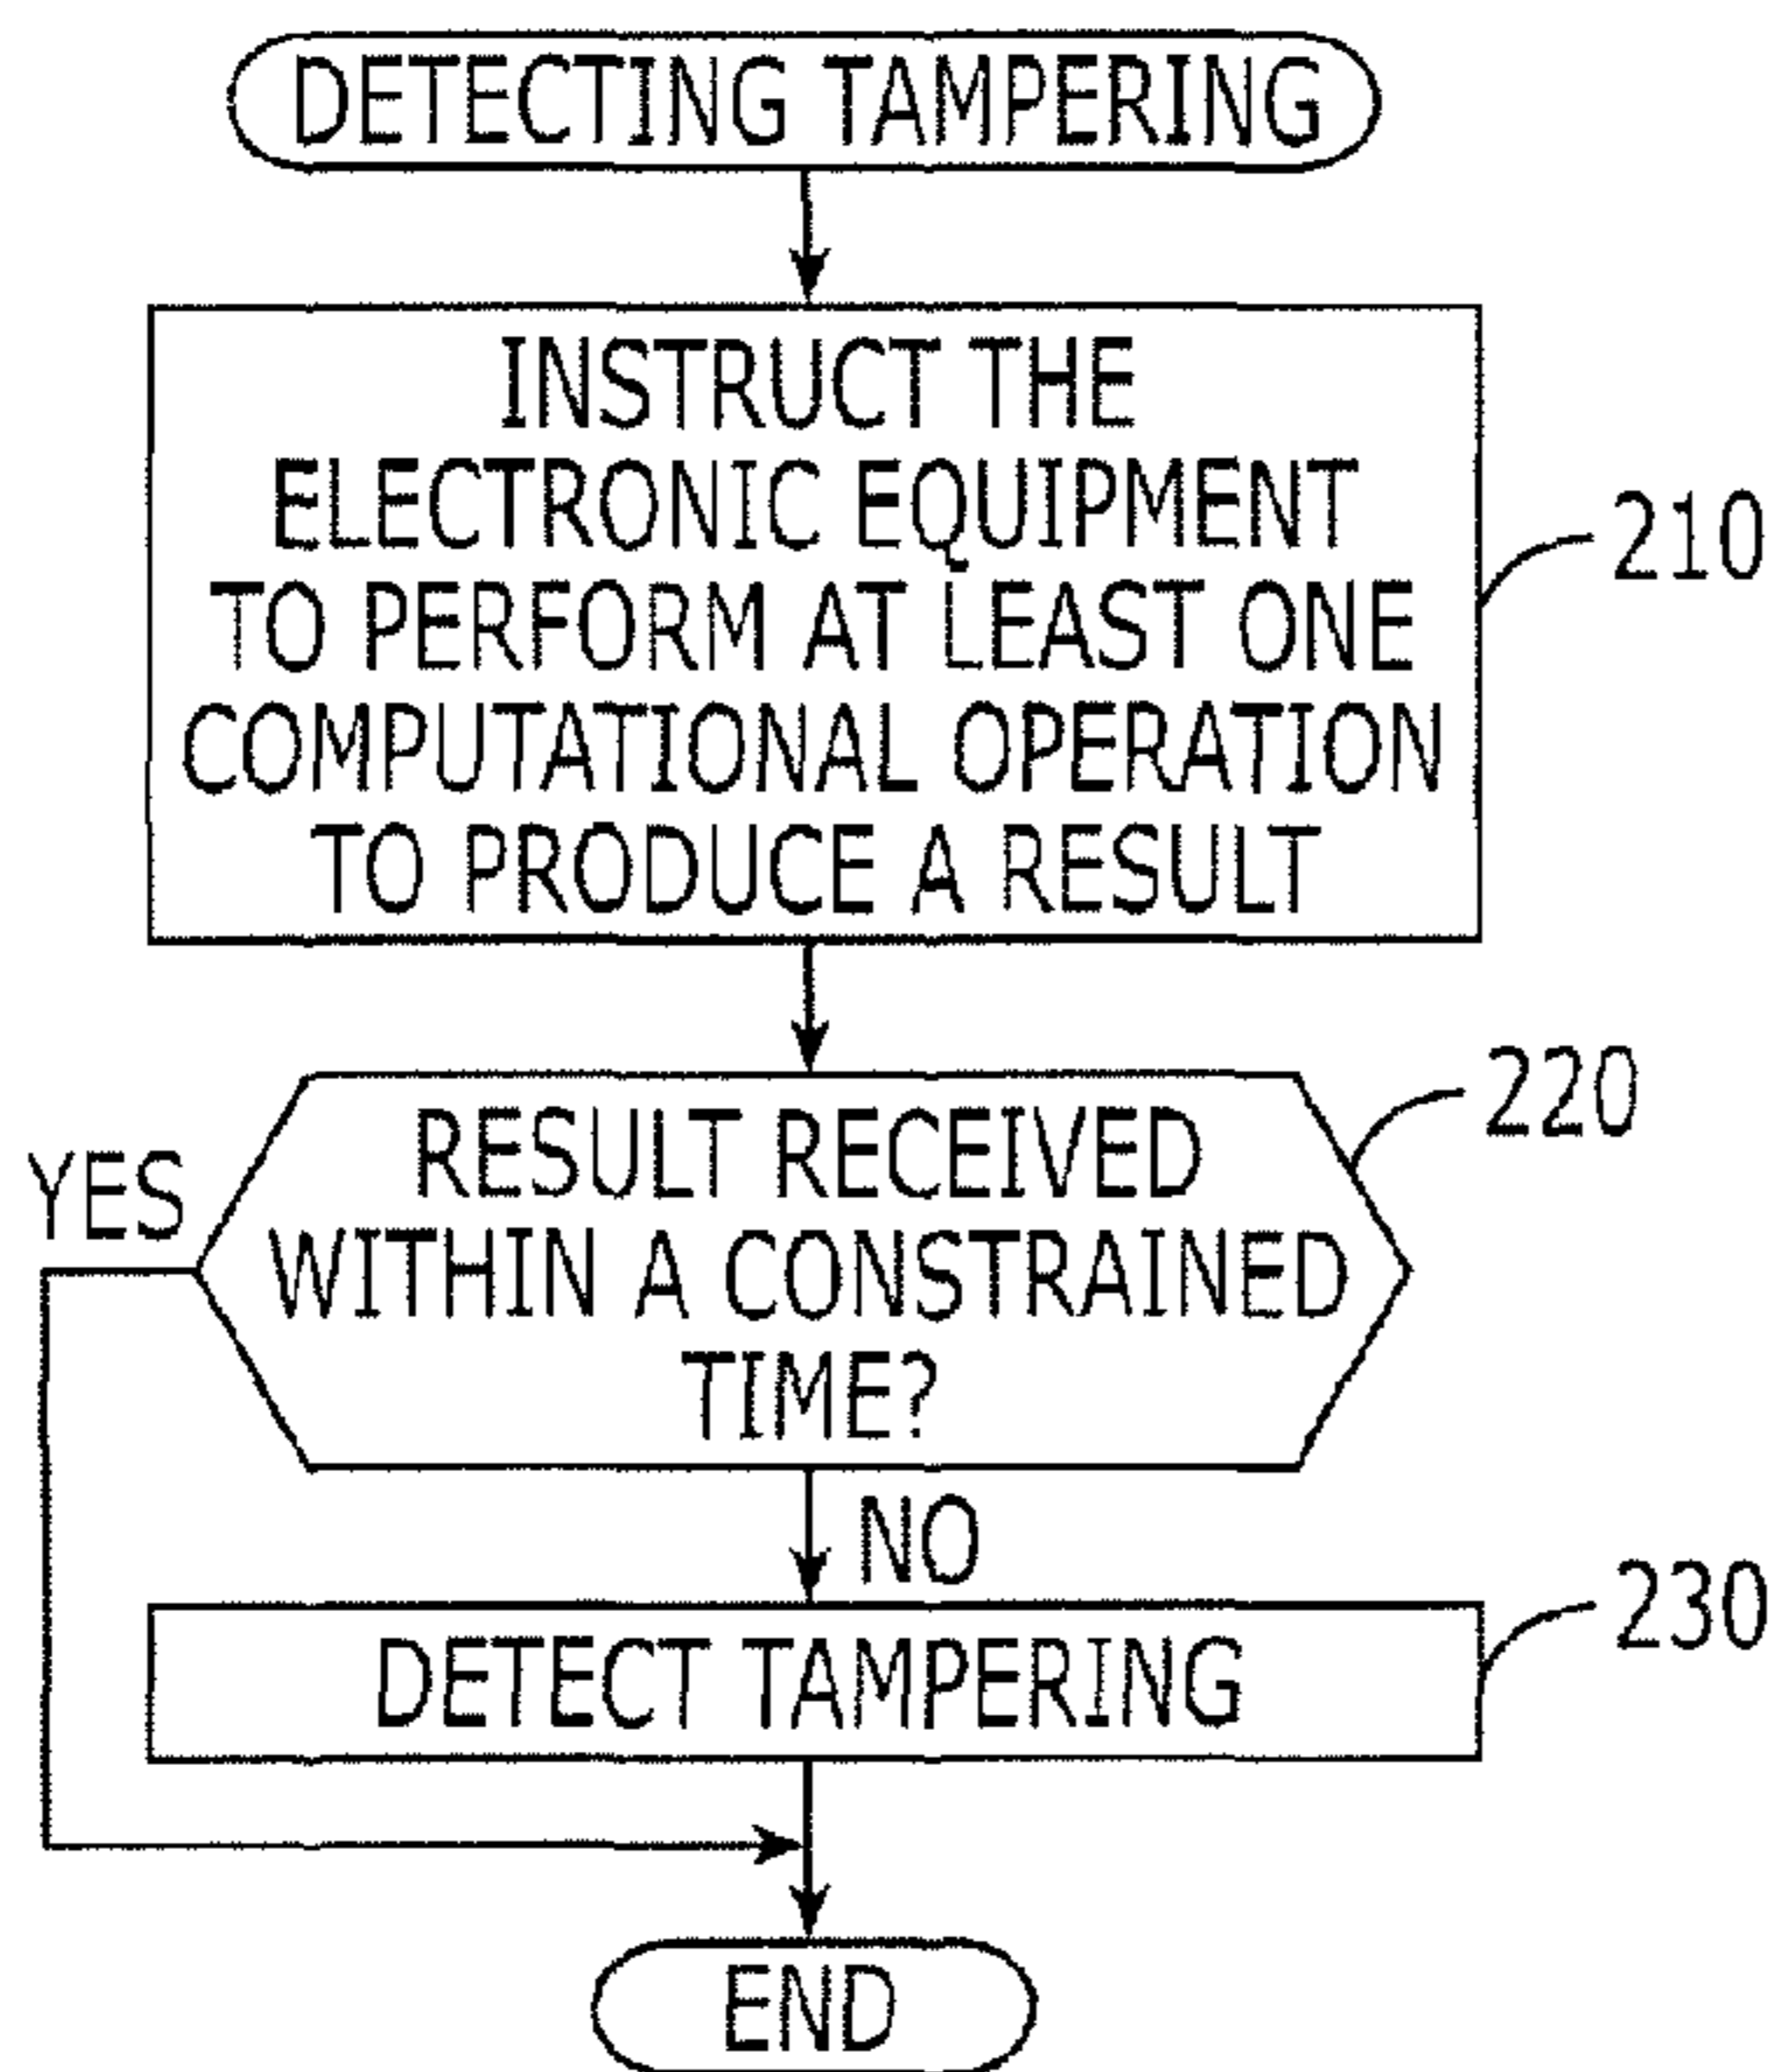 DETECTING TAMPERING
INSTRUCT THE
ELECTRONIC EQUIPMENT
TO PERFORM AT LEAST ONE
COMPUTATIONAL OPERATION
TO PRODUCE A RESULT
210
RESULT RECEIVED
WITHIN A CONSTRAINED
TIME?
220
YES
NO
DETECT TAMPERING
230
END